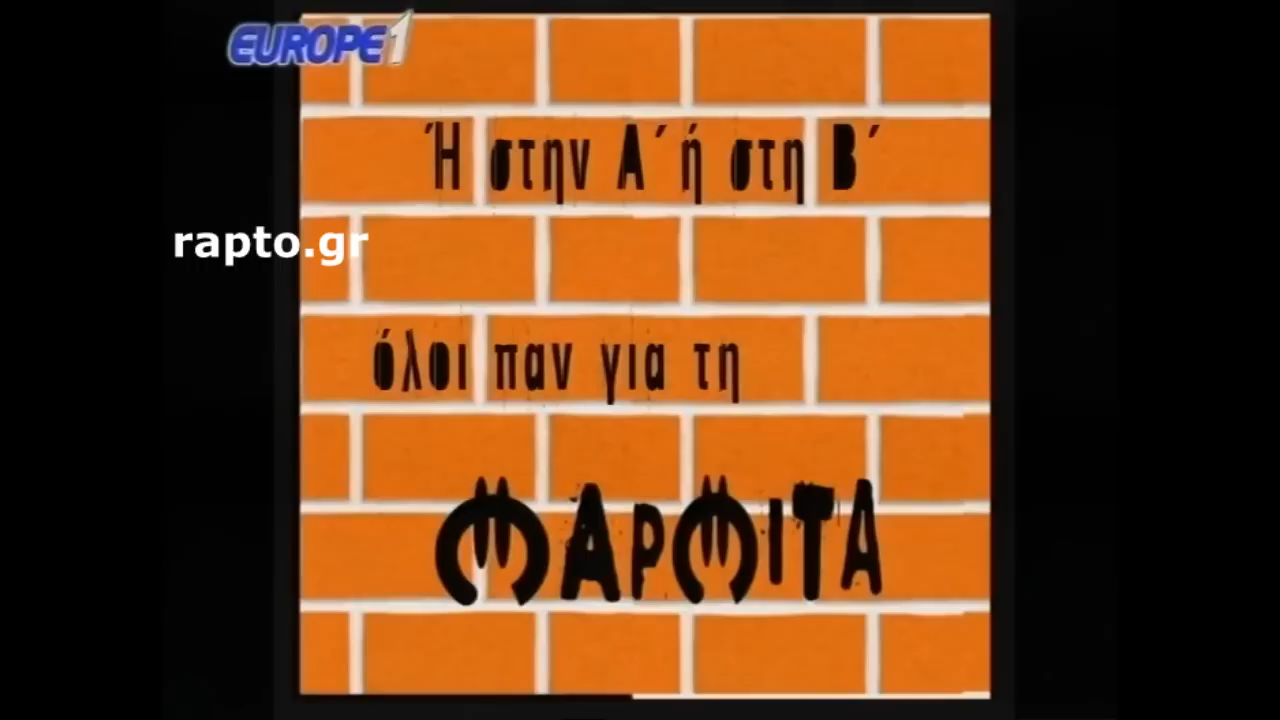 EUROPE1
Ή στην Α΄ή στη Β΄
rapto.gr
όλοι παν για τη
ΜΑΡΜΙΤΑ